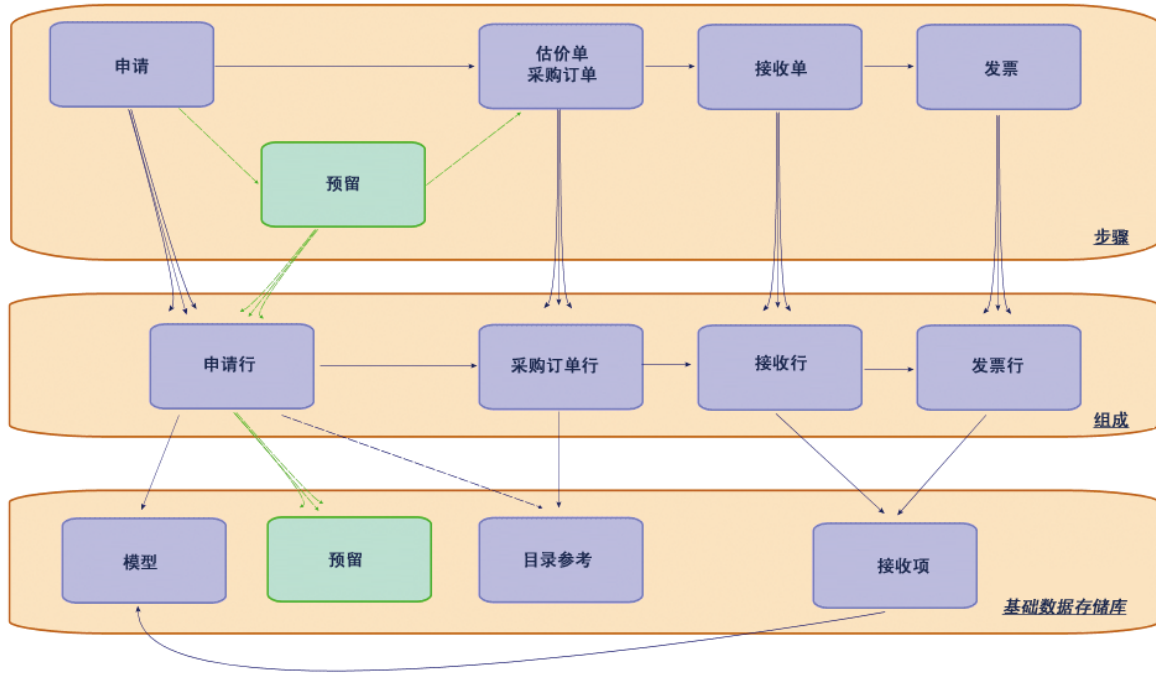 申请
估价单
采购订单
接收单
发票
预留
步骤
申请行
采购订单行
接收行
发票行
组成
模型
预留
目录参考
接收项
基础数据存储库